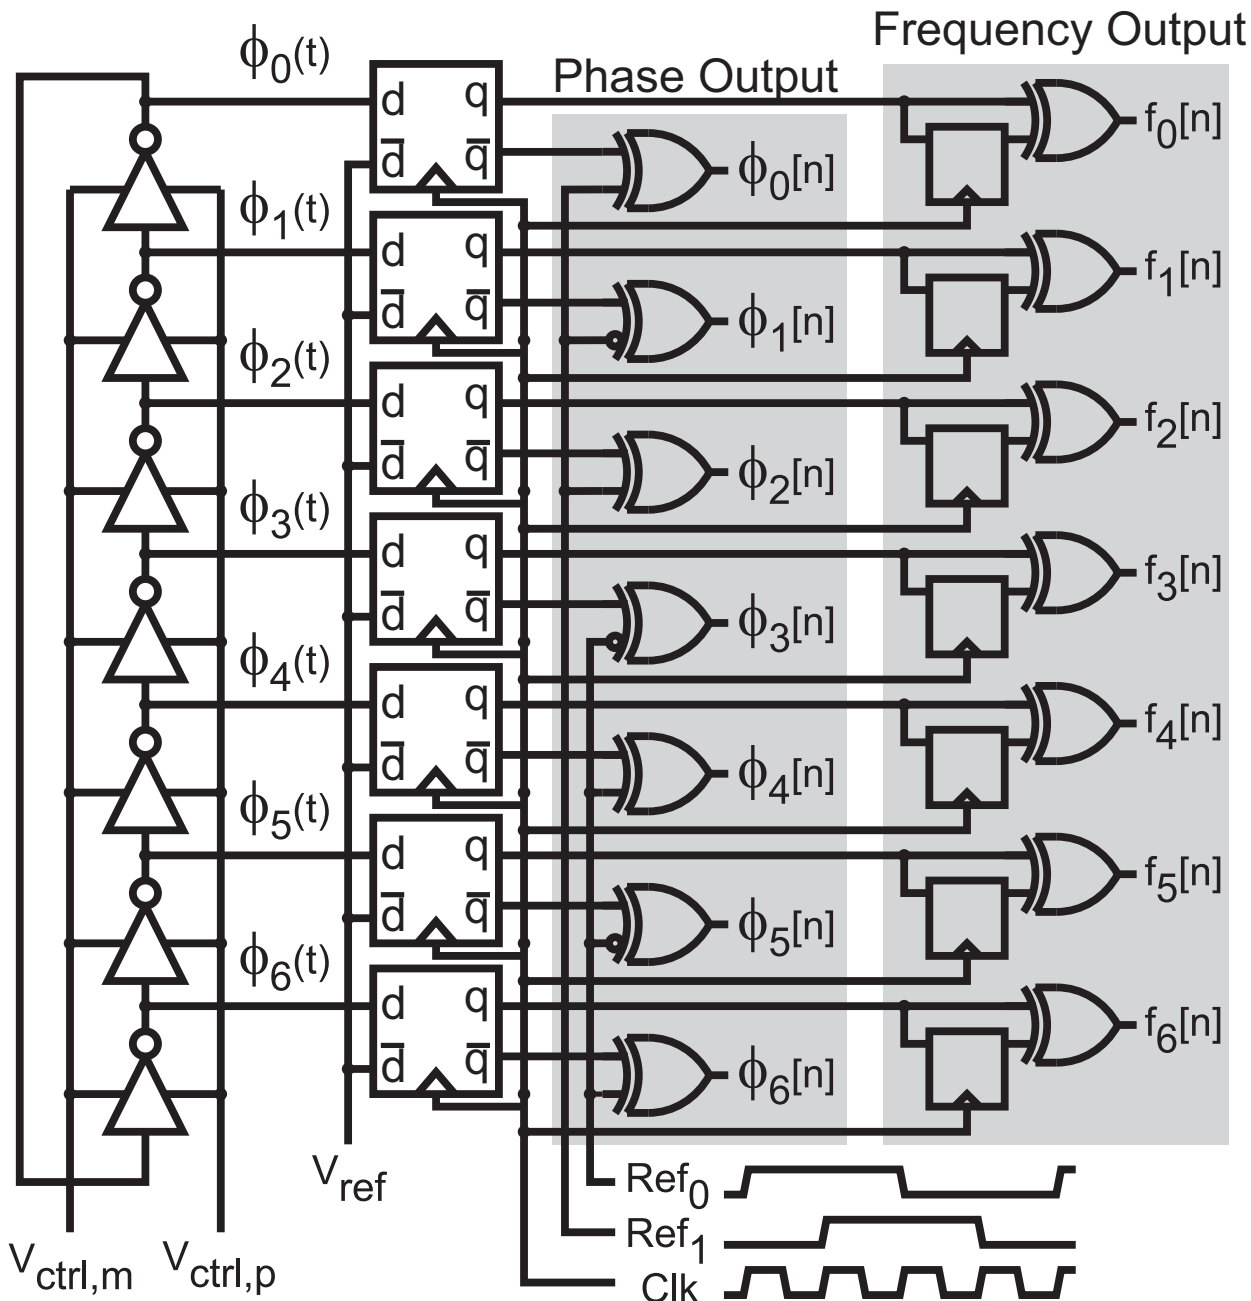 Frequency Output
Phase Output
ϕ0(t)
d q
d̅ q̅
ϕ0[n]
f0[n]
ϕ1(t)
d q
d̅ q̅
ϕ1[n]
f1[n]
ϕ2(t)
d q
d̅ q̅
ϕ2[n]
f2[n]
ϕ3(t)
d q
d̅ q̅
ϕ3[n]
f3[n]
ϕ4(t)
d q
d̅ q̅
ϕ4[n]
f4[n]
ϕ5(t)
d q
d̅ q̅
ϕ5[n]
f5[n]
ϕ6(t)
d q
d̅ q̅
ϕ6[n]
f6[n]
Vref
Ref0
Ref1
Clk
Vctrl,m
Vctrl,p